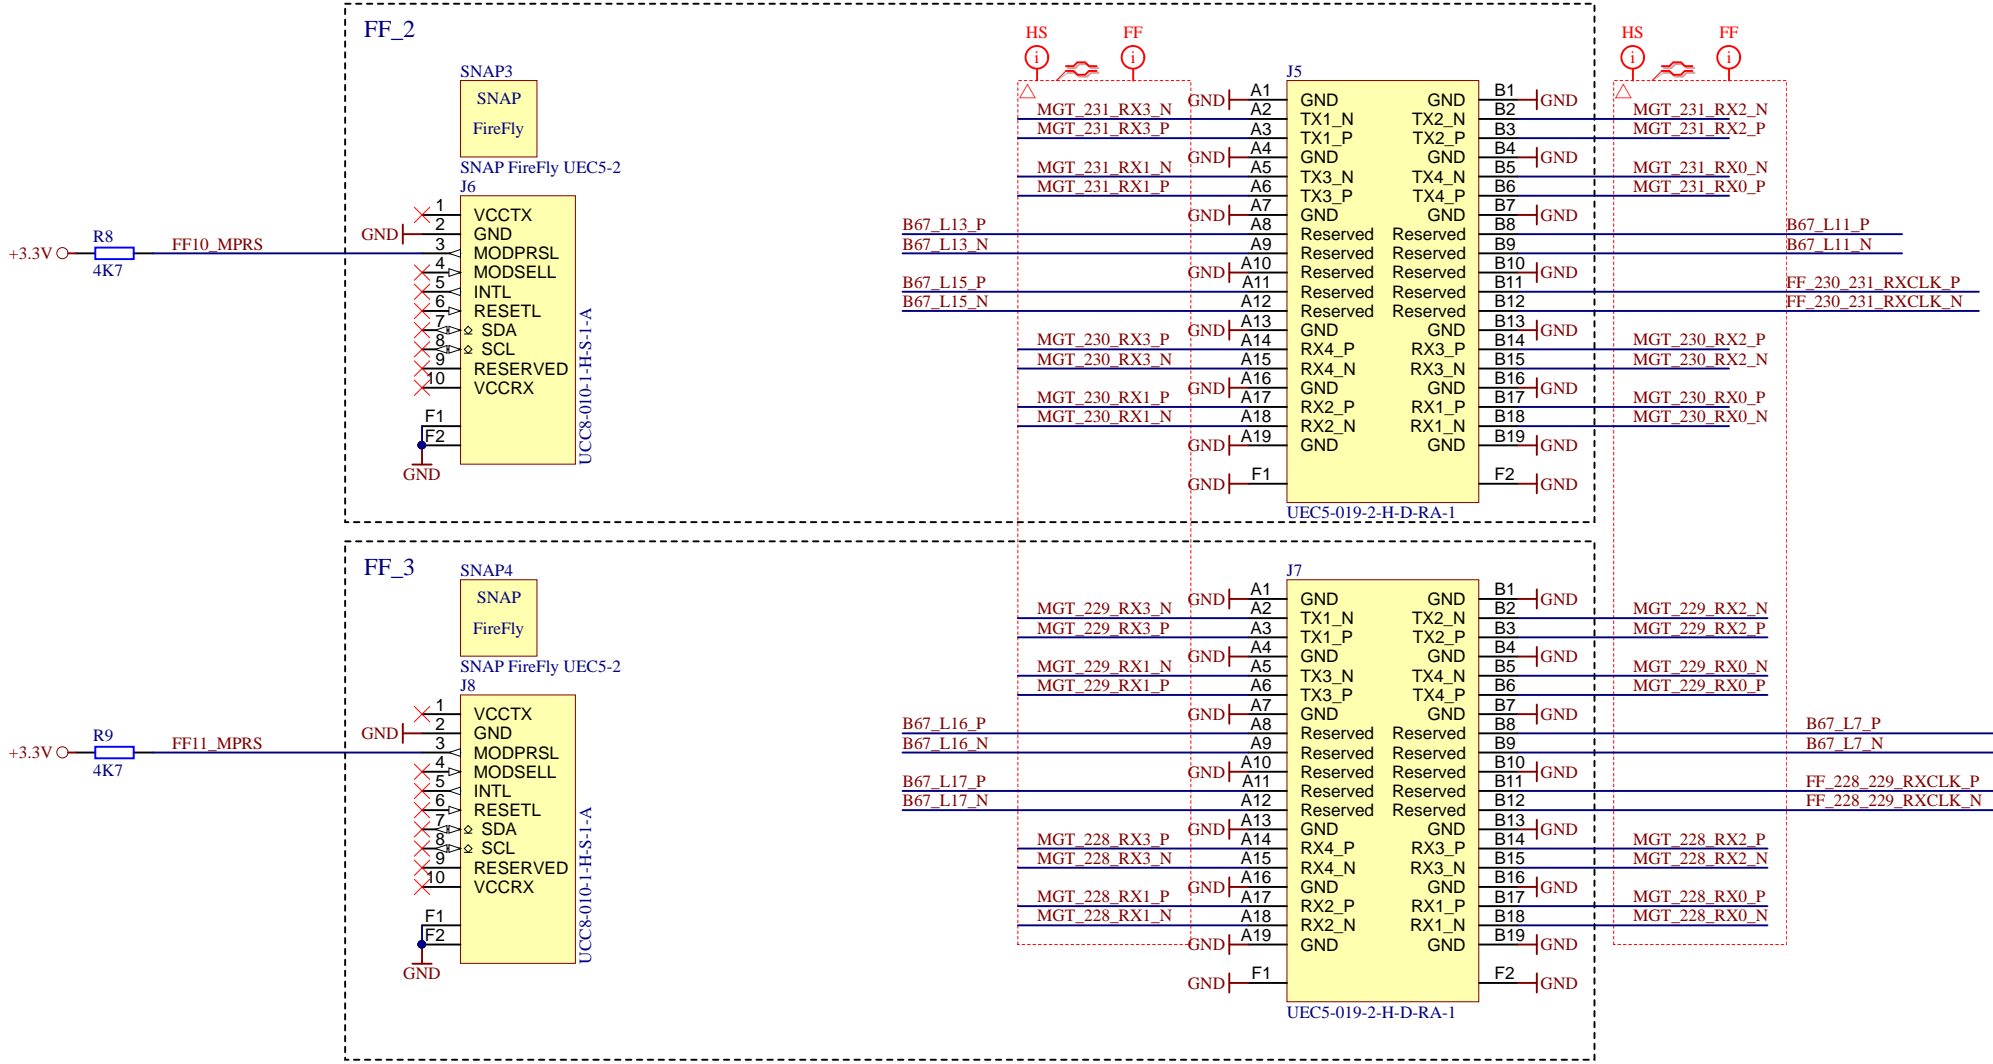 FF_2
HS
FF
HS
FF
SNAP3
SNAP
FireFly
SNAP FireFly UEC5-2
J6
1 VCCTX
GND 2 GND
+3.3V R8 4K7 FF10_MPRS 3 MODPRSL
4 MODSELL
5 INTL
6 RESETL
7 SDA
8 SCL
9 RESERVED
10 VCCRX
F1
F2
GND
UCC8-010-1-H-S-1-A
J5
GND A1 GND GND B1 GND
MGT_231_RX3_N A2 TX1_N TX2_N B2 MGT_231_RX2_N
MGT_231_RX3_P A3 TX1_P TX2_P B3 MGT_231_RX2_P
GND A4 GND GND B4 GND
MGT_231_RX1_N A5 TX3_N TX4_N B5 MGT_231_RX0_N
MGT_231_RX1_P A6 TX3_P TX4_P B6 MGT_231_RX0_P
GND A7 GND GND B7 GND
B67_L13_P A8 Reserved Reserved B8 B67_L11_P
B67_L13_N A9 Reserved Reserved B9 B67_L11_N
GND A10 Reserved Reserved B10 GND
B67_L15_P A11 Reserved Reserved B11 FF_230_231_RXCLK_P
B67_L15_N A12 Reserved Reserved B12 FF_230_231_RXCLK_N
GND A13 GND GND B13 GND
MGT_230_RX3_P A14 RX4_P RX3_P B14 MGT_230_RX2_P
MGT_230_RX3_N A15 RX4_N RX3_N B15 MGT_230_RX2_N
GND A16 GND GND B16 GND
MGT_230_RX1_P A17 RX2_P RX1_P B17 MGT_230_RX0_P
MGT_230_RX1_N A18 RX2_N RX1_N B18 MGT_230_RX0_N
GND A19 GND GND B19 GND
GND F1 F2 GND
UEC5-019-2-H-D-RA-1
FF_3
SNAP4
SNAP
FireFly
SNAP FireFly UEC5-2
J8
1 VCCTX
GND 2 GND
+3.3V R9 4K7 FF11_MPRS 3 MODPRSL
4 MODSELL
5 INTL
6 RESETL
7 SDA
8 SCL
9 RESERVED
10 VCCRX
F1
F2
GND
UCC8-010-1-H-S-1-A
J7
GND A1 GND GND B1 GND
MGT_229_RX3_N A2 TX1_N TX2_N B2 MGT_229_RX2_N
MGT_229_RX3_P A3 TX1_P TX2_P B3 MGT_229_RX2_P
GND A4 GND GND B4 GND
MGT_229_RX1_N A5 TX3_N TX4_N B5 MGT_229_RX0_N
MGT_229_RX1_P A6 TX3_P TX4_P B6 MGT_229_RX0_P
GND A7 GND GND B7 GND
B67_L16_P A8 Reserved Reserved B8 B67_L7_P
B67_L16_N A9 Reserved Reserved B9 B67_L7_N
GND A10 Reserved Reserved B10 GND
B67_L17_P A11 Reserved Reserved B11 FF_228_229_RXCLK_P
B67_L17_N A12 Reserved Reserved B12 FF_228_229_RXCLK_N
GND A13 GND GND B13 GND
MGT_228_RX3_P A14 RX4_P RX3_P B14 MGT_228_RX2_P
MGT_228_RX3_N A15 RX4_N RX3_N B15 MGT_228_RX2_N
GND A16 GND GND B16 GND
MGT_228_RX1_P A17 RX2_P RX1_P B17 MGT_228_RX0_P
MGT_228_RX1_N A18 RX2_N RX1_N B18 MGT_228_RX0_N
GND A19 GND GND B19 GND
GND F1 F2 GND
UEC5-019-2-H-D-RA-1